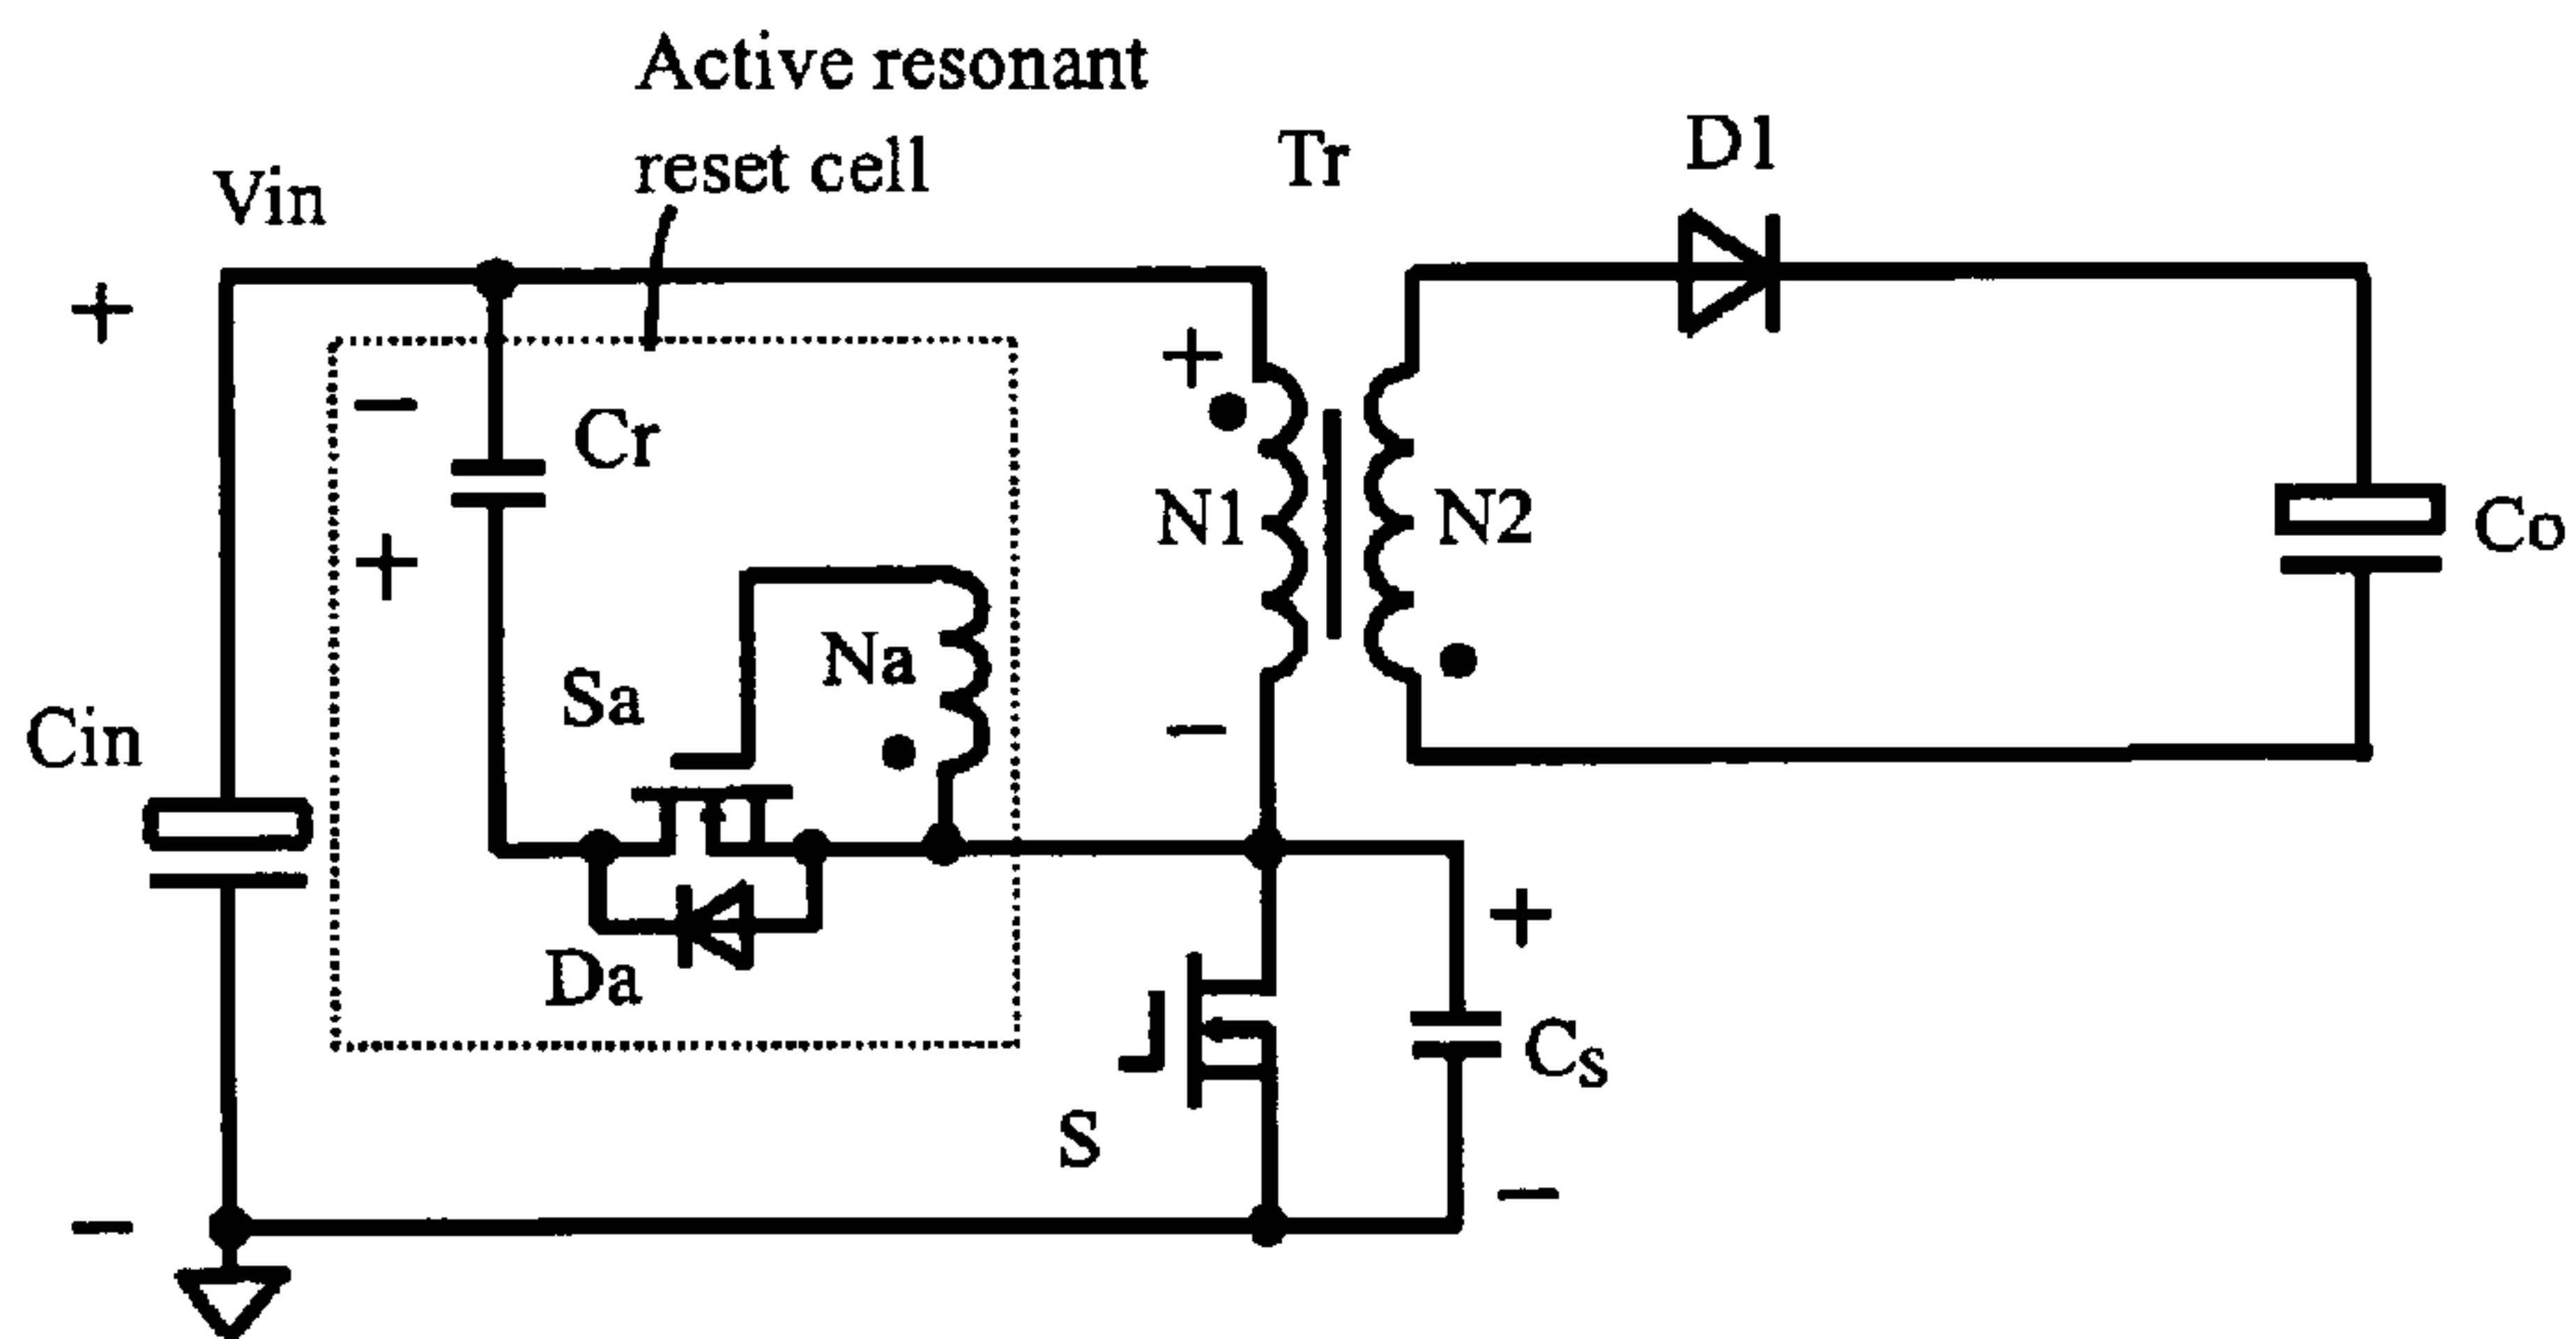 Active resonant
reset cell
Vin
Tr
D1
+
−
Cr
+
+
N1
N2
−
Co
Sa
Na
Cin
Da
S
+
Cs
−
−